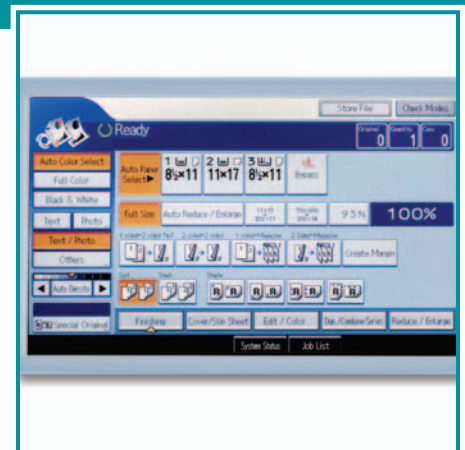 Store File Check Modes
Ready
Original Quantity Copy
0 1 0
Auto Color Select
Full Color
Black & White
Text Photo
Text / Photo
Others
Auto Density
Special Original
Auto Paper Select▶
1 8½×11
2 11×17
3 8½×11
Bypass
Full Size Auto Reduce / Enlarge 93% 100%
Create Margin
Sort Stack Staple
Finishing Cover/Slip Sheet Edit / Color Dup./Combine/Series Reduce / Enlarge
System Status Job List